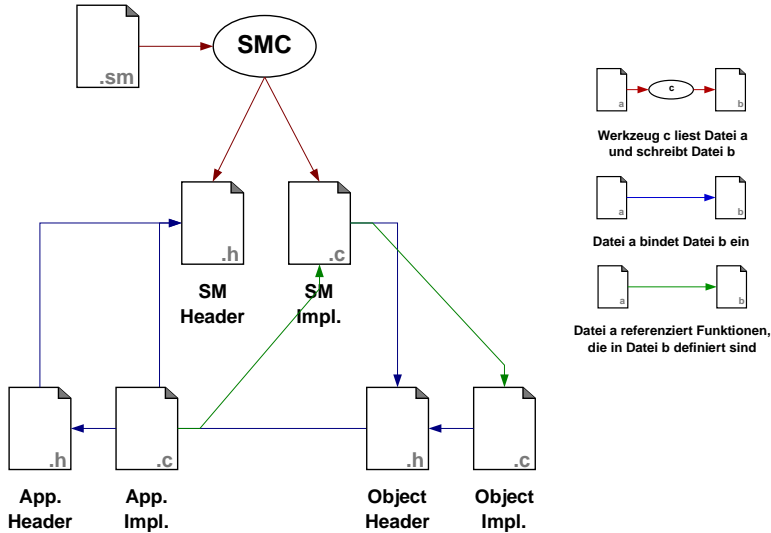 .sm
SMC
.h
SM
Header
.c
SM
Impl.
.h
App.
Header
.c
App.
Impl.
.h
Object
Header
.c
Object
Impl.
a
c
b
Werkzeug c liest Datei a
und schreibt Datei b
a
b
Datei a bindet Datei b ein
a
b
Datei a referenziert Funktionen,
die in Datei b definiert sind